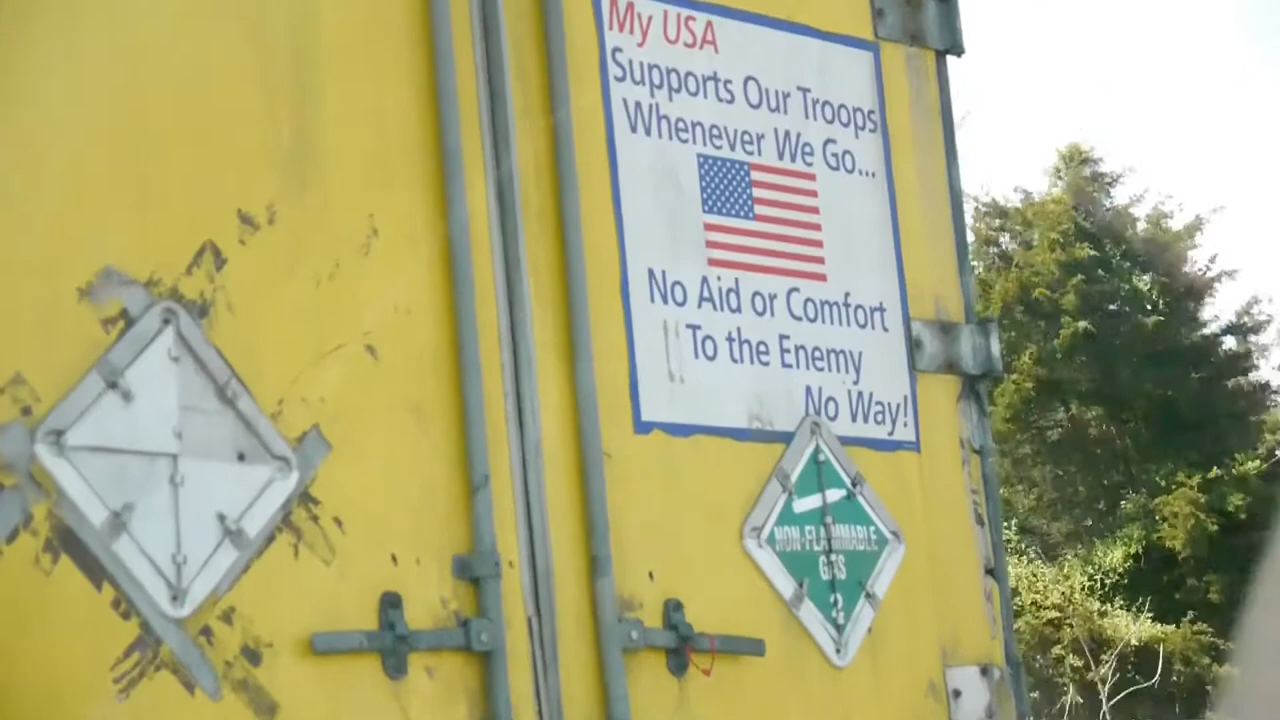 My USA
Supports Our Troops
Whenever We Go...
No Aid or Comfort
To the Enemy
No Way!
NON-FLAMMABLE
GAS
2